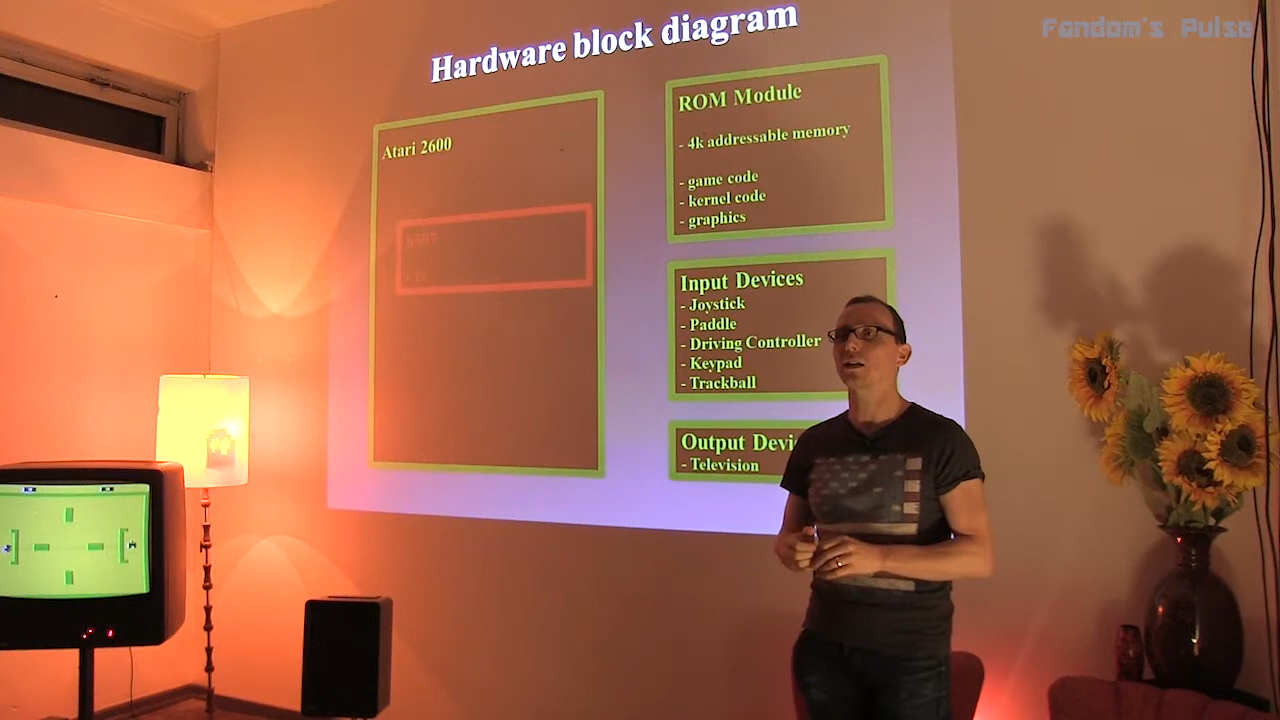 Fandom's Pulse
Hardware block diagram
Atari 2600
ROM Module
- 4k addressable memory
- game code
- kernel code
- graphics
Input Devices
- Joystick
- Paddle
- Driving Controller
- Keypad
- Trackball
Output Devi
- Television